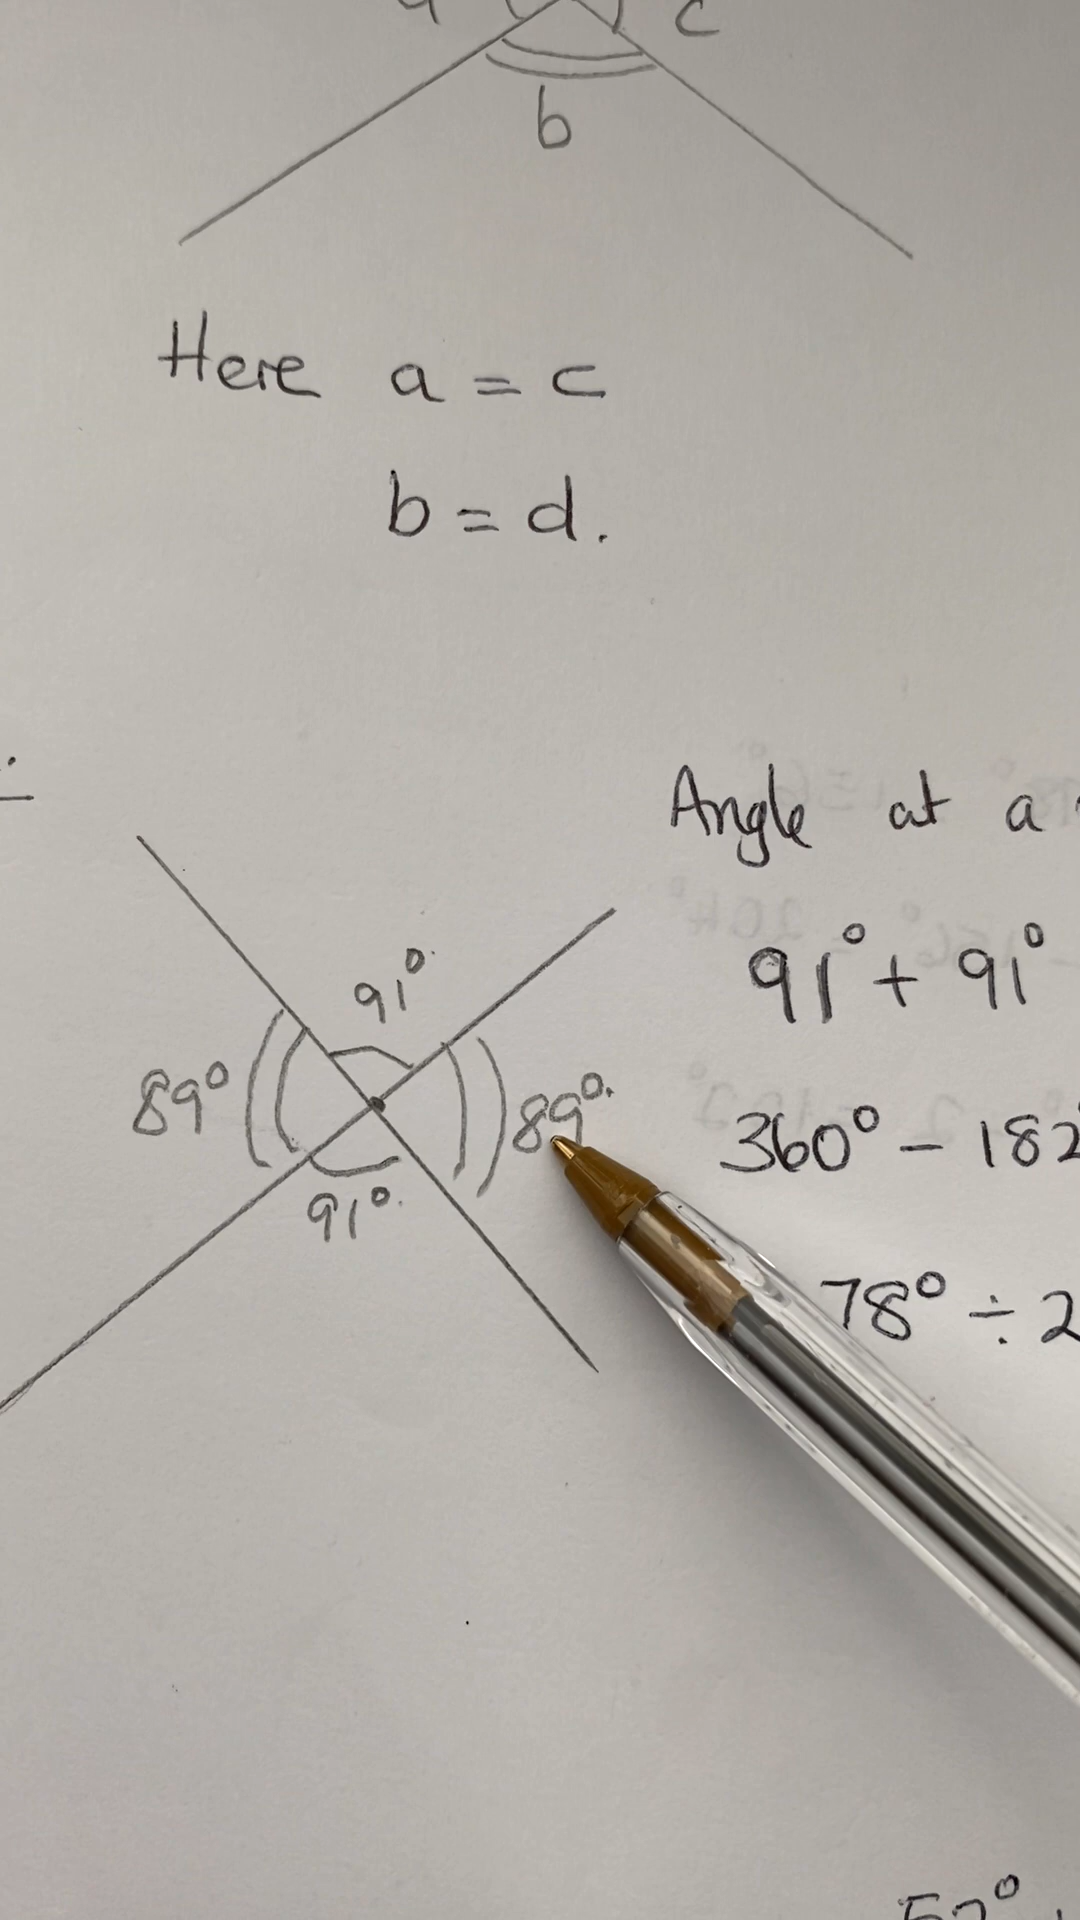 c
b
Here a = c
b = d.
Angle at a
91° + 91°
360° - 182
78° ÷ 2
91°
89°
89°
91°